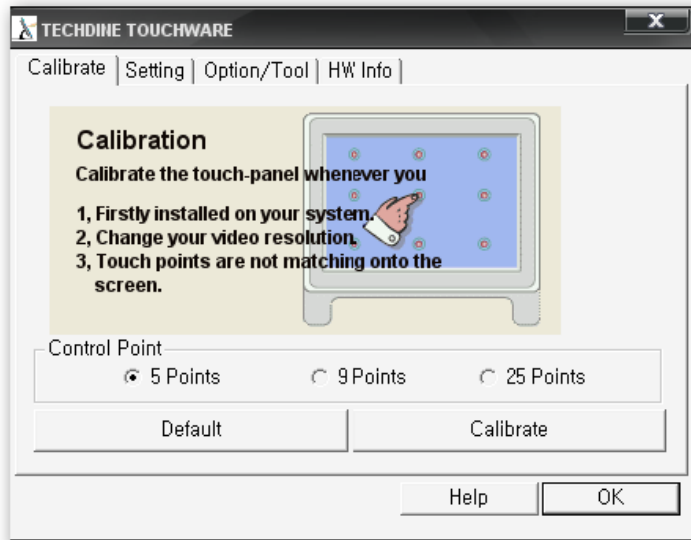 TECHDINE TOUCHWARE
X
Calibrate Setting Option/Tool HW Info
Calibration
Calibrate the touch-panel whenever you
1, Firstly installed on your system.
2, Change your video resolution.
3, Touch points are not matching onto the
screen.
Control Point
5 Points 9 Points 25 Points
Default Calibrate
Help OK